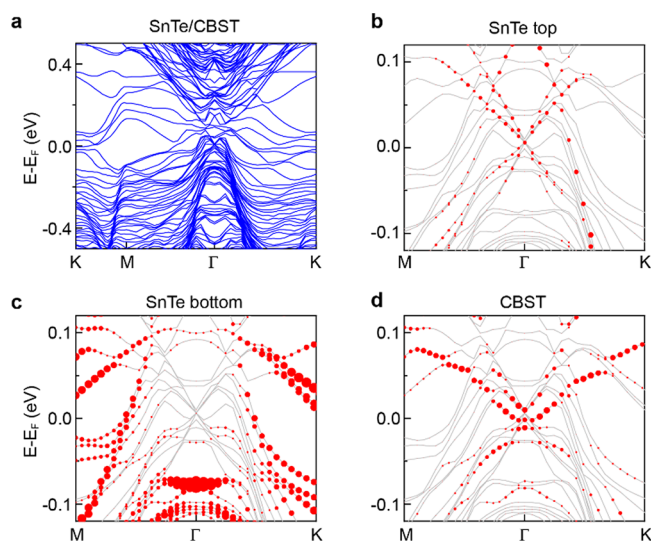 a
SnTe/CBST
E-E_F (eV)
0.4
0.0
-0.4
K M Γ K
b
SnTe top
0.1
0.0
-0.1
M Γ K
c
SnTe bottom
E-E_F (eV)
0.1
0.0
-0.1
M Γ K
d
CBST
0.1
0.0
-0.1
M Γ K